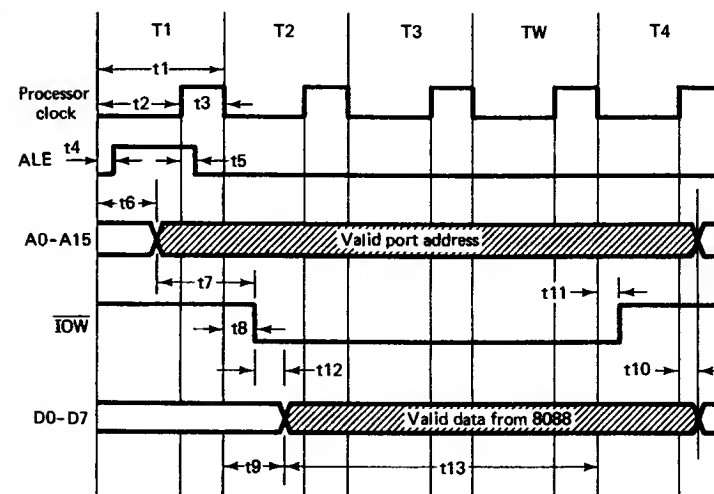 T1 T2 T3 TW T4
t1
Processor clock
t2 t3
ALE t4 t5
t6
A0-A15 Valid port address
t7 t11
IOW t8
t12 t10
D0-D7 Valid data from 8088
t9 t13